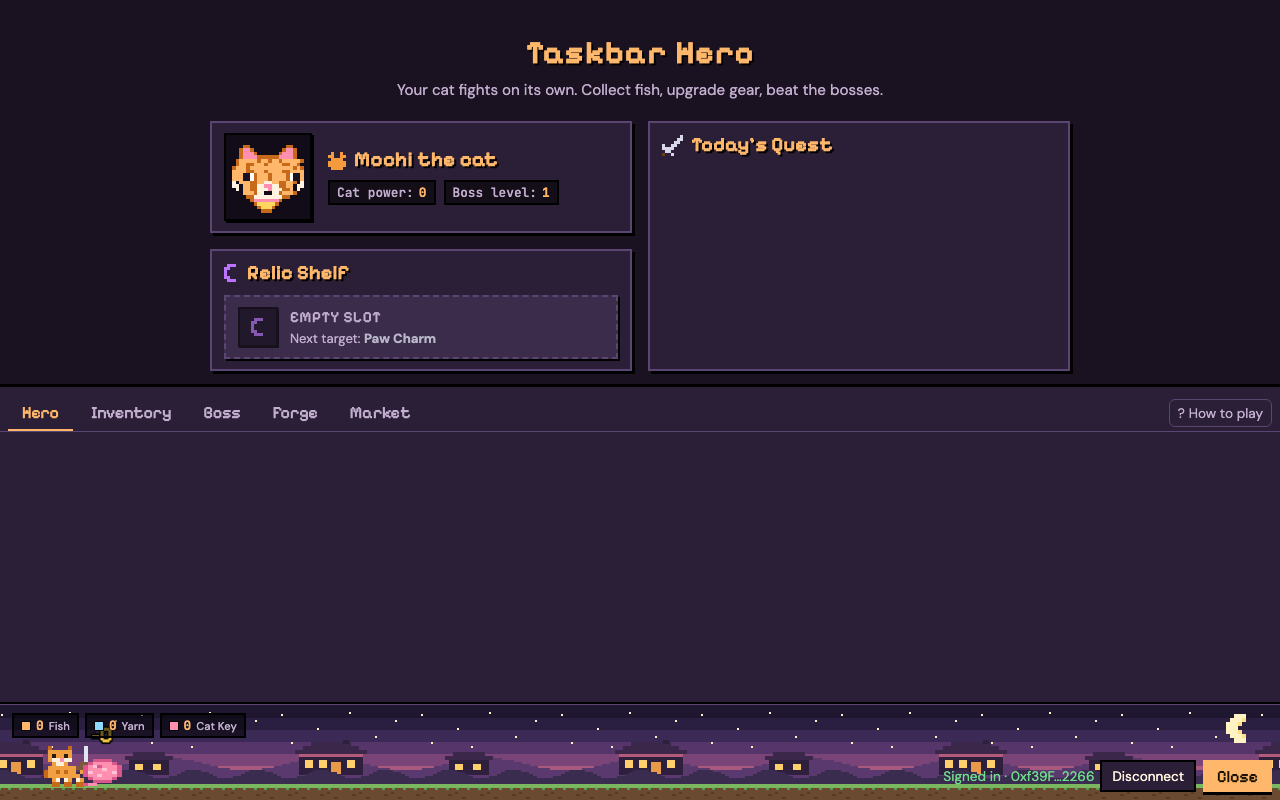 Taskbar Hero
Your cat fights on its own. Collect fish, upgrade gear, beat the bosses.
Mochi the cat
Cat power: 0
Boss level: 1
Today's Quest
Relic Shelf
EMPTY SLOT
Next target: Paw Charm
Hero
Inventory
Boss
Forge
Market
? How to play
0 Fish
0 Yarn
0 Cat Key
Signed in · 0xf39F…2266
Disconnect
Close